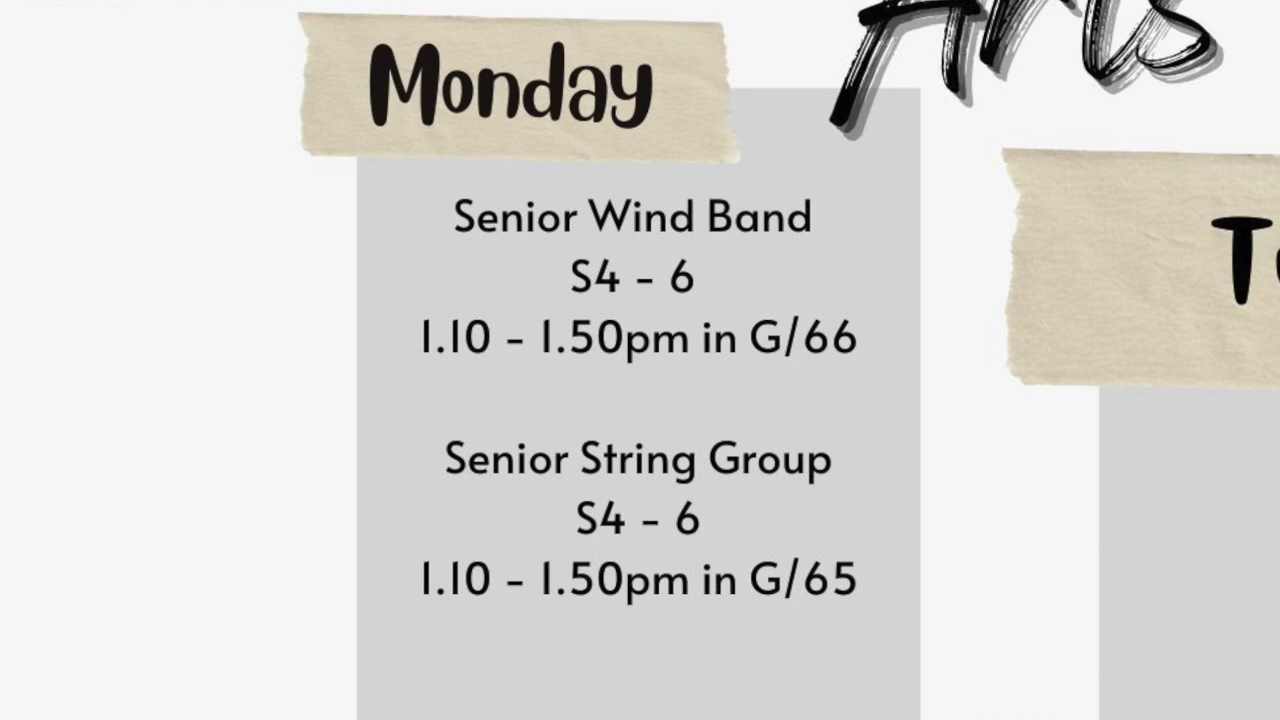 Arts
Monday
Senior Wind Band
S4 - 6
1.10 - 1.50pm in G/66
Senior String Group
S4 - 6
1.10 - 1.50pm in G/65